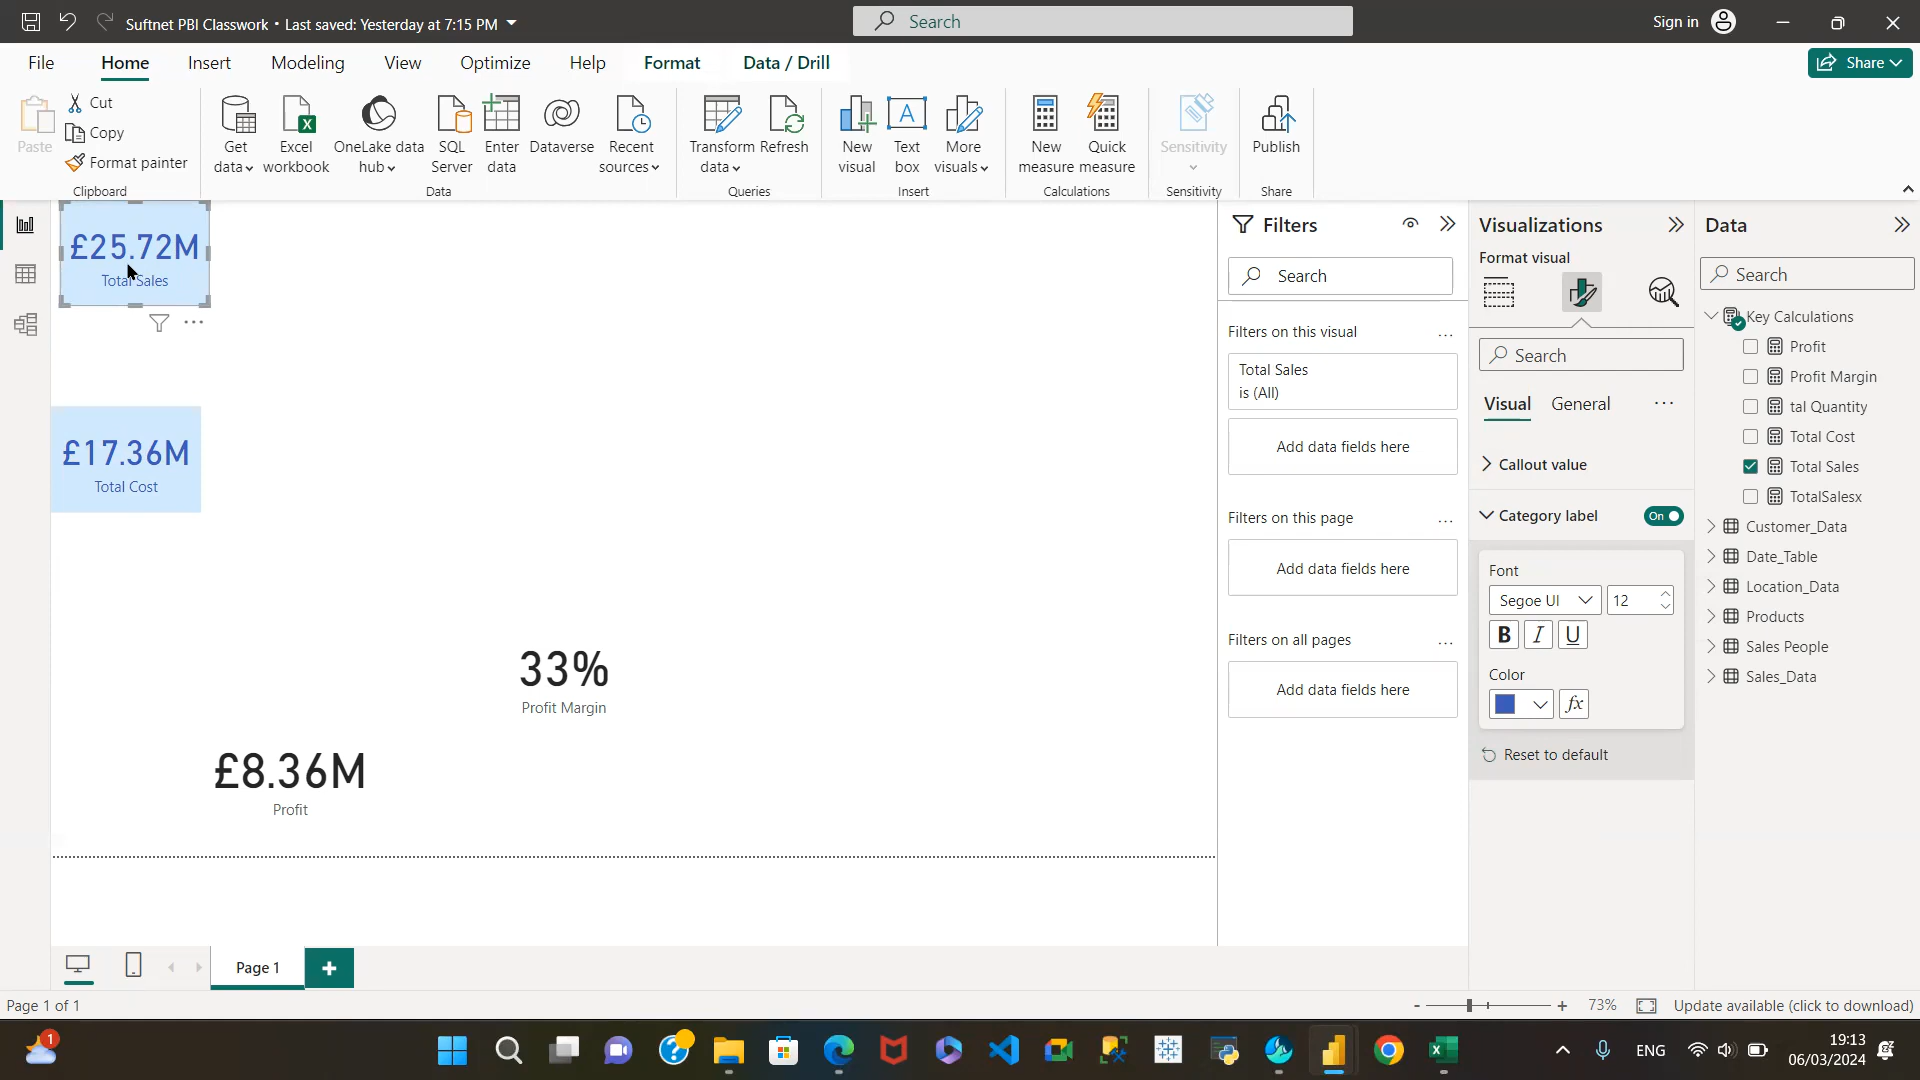 Suftnet PBI Classwork • Last saved: Yesterday at 7:15 PM
Search
Sign in
File
Home
Insert
Modeling
View
Optimize
Help
Format
Data / Drill
Share
Paste
Cut
Copy
Format painter
Clipboard
Get
data
Excel
workbook
OneLake data
hub
SQL
Server
Enter
data
Dataverse
Recent
sources
Data
Transform
data
Refresh
Queries
New
visual
Text
box
More
visuals
Insert
New
measure
Quick
measure
Calculations
Sensitivity
Sensitivity
Publish
Share
£25.72M
Total Sales
£17.36M
Total Cost
33%
Profit Margin
£8.36M
Profit
Filters
Search
Filters on this visual
Total Sales
is (All)
Add data fields here
Filters on this page
Add data fields here
Filters on all pages
Add data fields here
Visualizations
Format visual
Search
Visual
General
Callout value
Category label
On
Font
Segoe UI
12
B
I
U
Color
fx
Reset to default
Data
Search
Key Calculations
Profit
Profit Margin
tal Quantity
Total Cost
Total Sales
TotalSalesx
Customer_Data
Date_Table
Location_Data
Products
Sales People
Sales_Data
Page 1
Page 1 of 1
- + 73%
Update available (click to download)
1
ENG
19:13
06/03/2024